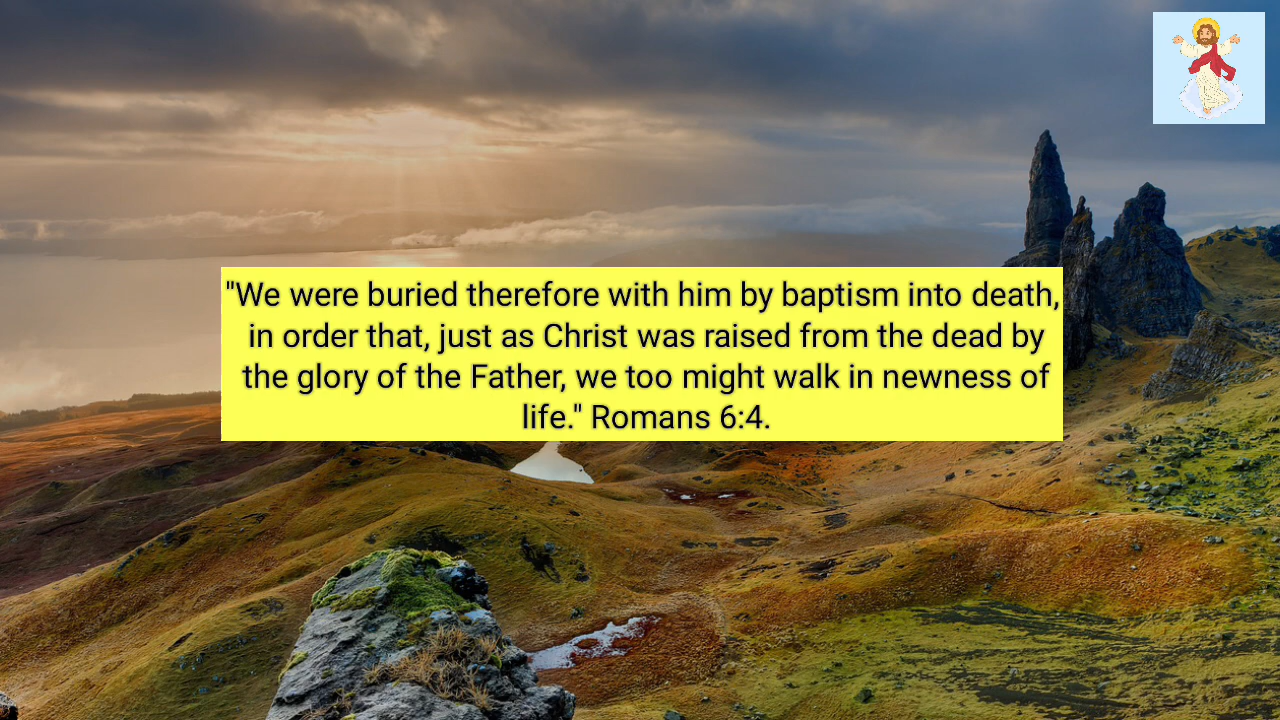 "We were buried therefore with him by baptism into death,
in order that, just as Christ was raised from the dead by
the glory of the Father, we too might walk in newness of
life." Romans 6:4.